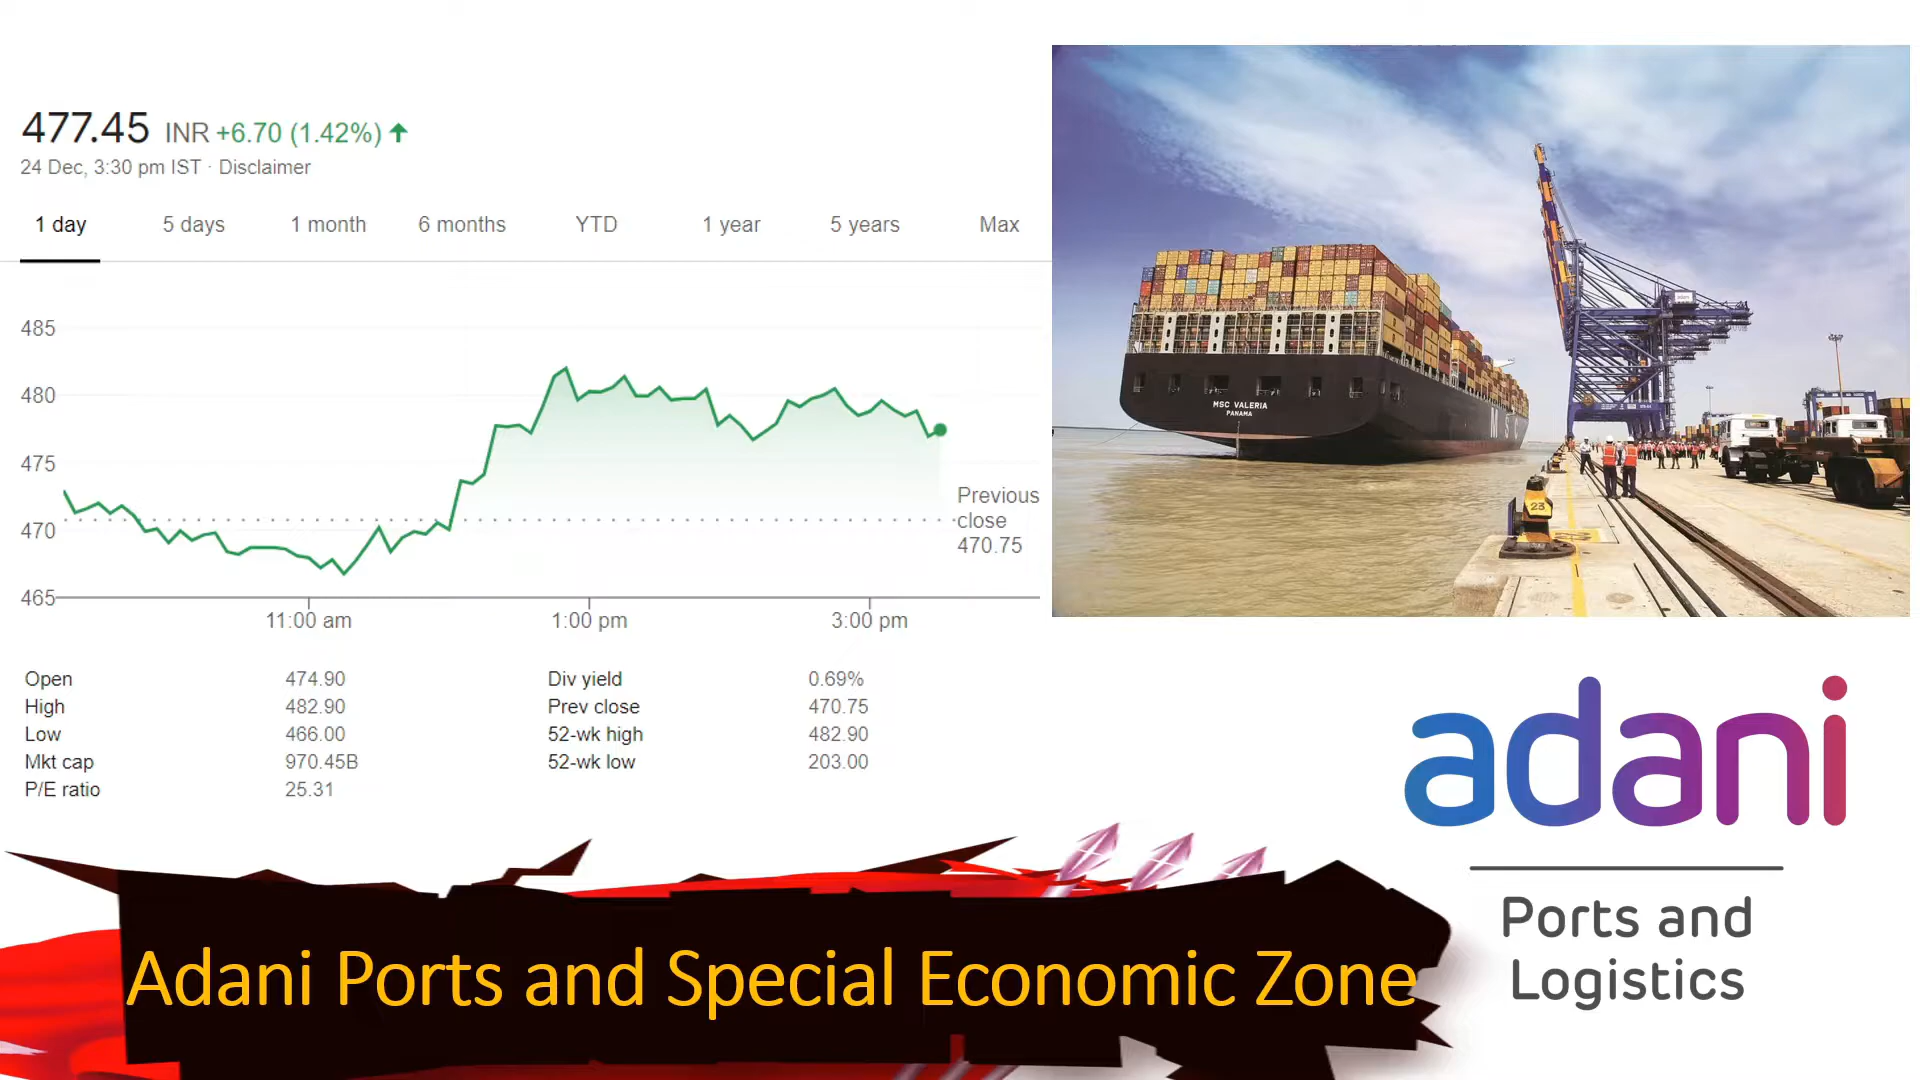 477.45 INR +6.70 (1.42%)
24 Dec, 3:30 pm IST · Disclaimer
1 day 5 days 1 month 6 months YTD 1 year 5 years Max
485
480
475
470
465
Previous
close
470.75
11:00 am 1:00 pm 3:00 pm
Open 474.90 Div yield 0.69%
High 482.90 Prev close 470.75
Low 466.00 52-wk high 482.90
Mkt cap 970.45B 52-wk low 203.00
P/E ratio 25.31
MSC VALERIA
PANAMA
M S C
adani
23
adani
Ports and
Logistics
Adani Ports and Special Economic Zone